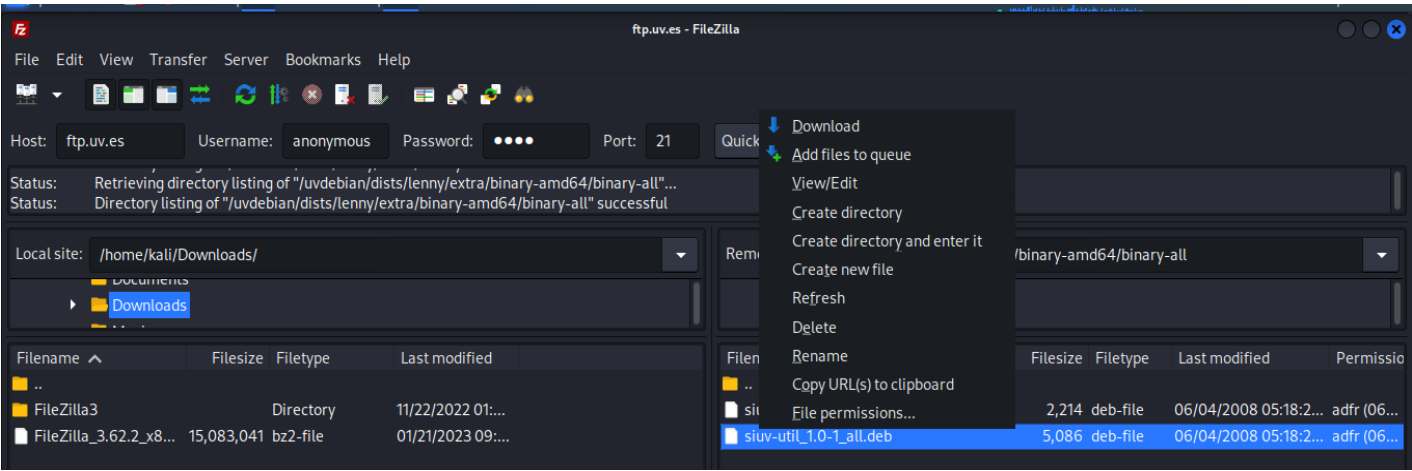 ftp.uv.es - FileZilla
File Edit View Transfer Server Bookmarks Help
Host: ftp.uv.es Username: anonymous Password: •••• Port: 21 Quick
Status: Retrieving directory listing of "/uvdebian/dists/lenny/extra/binary-amd64/binary-all"...
Status: Directory listing of "/uvdebian/dists/lenny/extra/binary-amd64/binary-all" successful
Download
Add files to queue
View/Edit
Create directory
Create directory and enter it
Create new file
Refresh
Delete
Rename
Copy URL(s) to clipboard
File permissions...
Local site: /home/kali/Downloads/
Documents
Downloads
Filename Filesize Filetype Last modified
..
FileZilla3 Directory 11/22/2022 01:...
FileZilla_3.62.2_x8... 15,083,041 bz2-file 01/21/2023 09:...
Remo /binary-amd64/binary-all
Filen Filesize Filetype Last modified Permissio
..
siu 2,214 deb-file 06/04/2008 05:18:2... adfr (06...
siuv-util_1.0-1_all.deb 5,086 deb-file 06/04/2008 05:18:2... adfr (06...